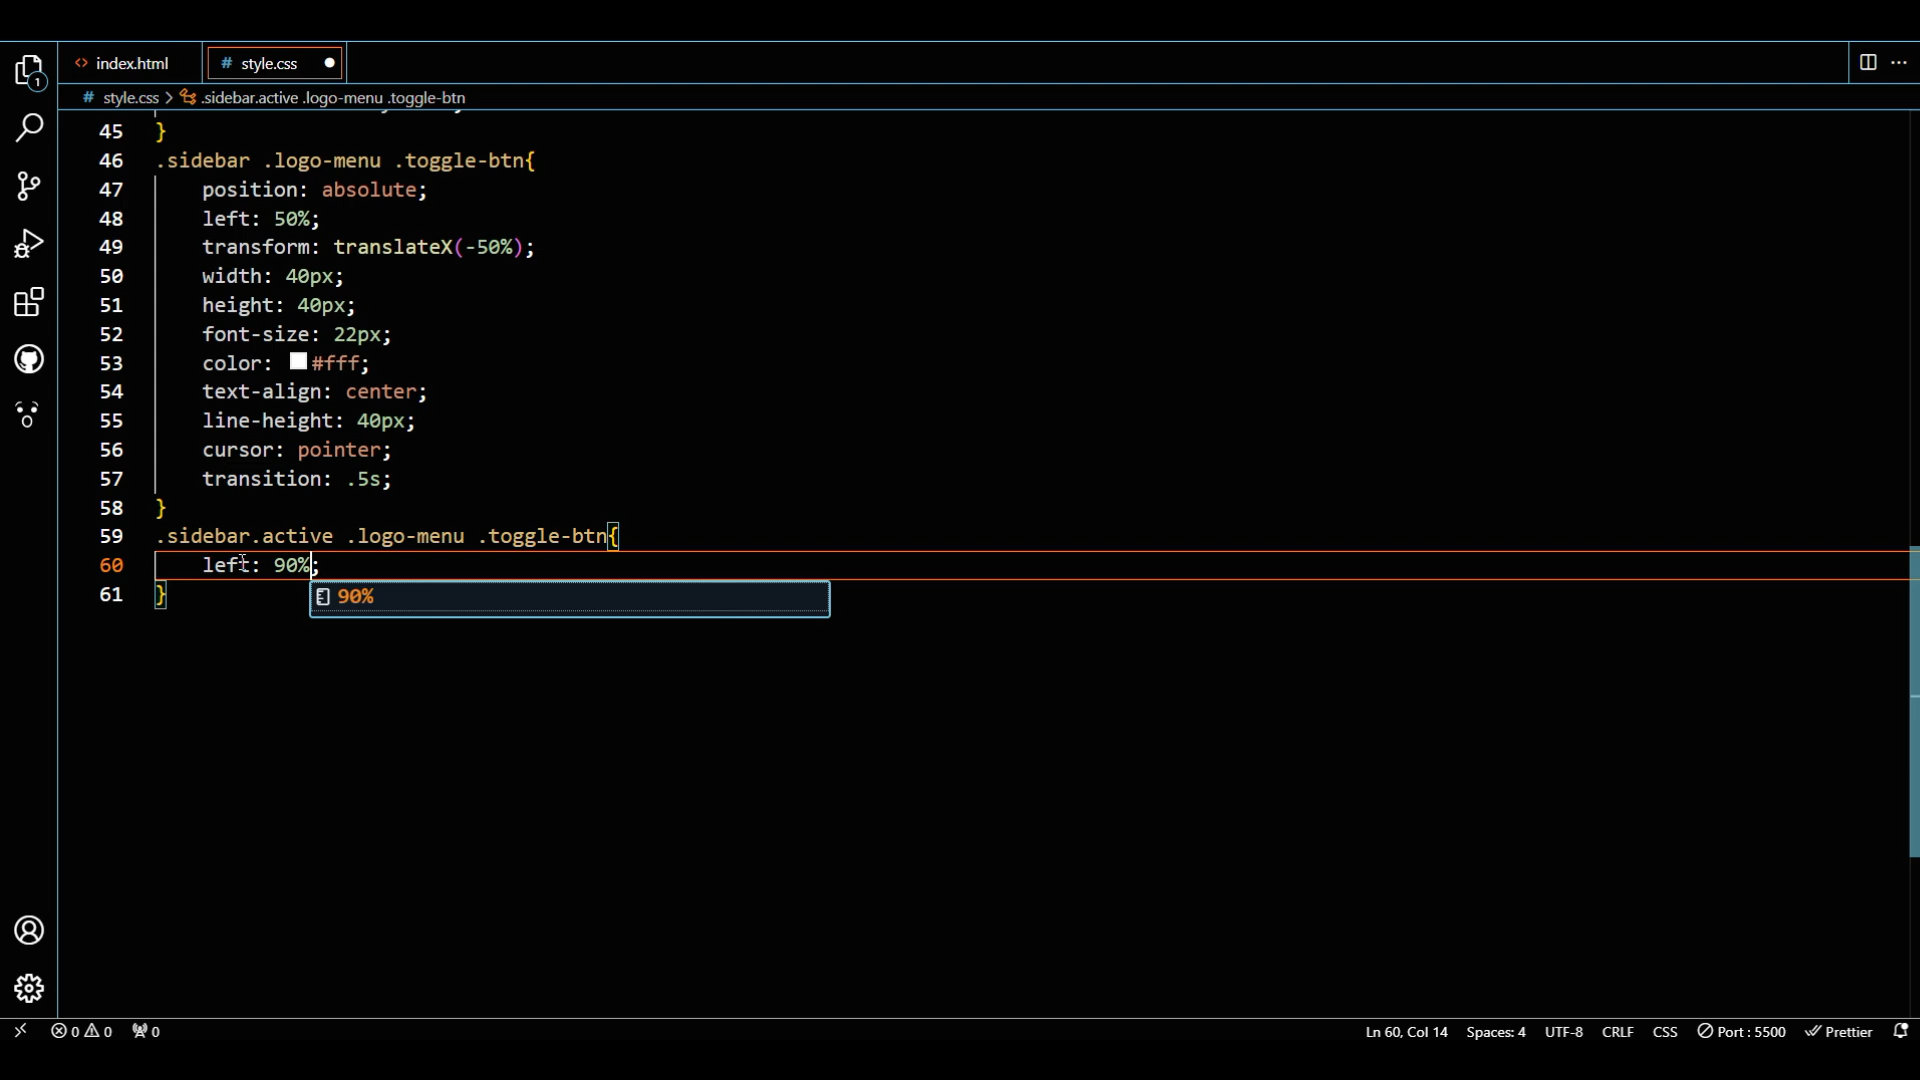 1
<> index.html
# style.css ●
# style.css > .sidebar.active .logo-menu .toggle-btn
45 }
46 .sidebar .logo-menu .toggle-btn{
47 position: absolute;
48 left: 50%;
49 transform: translateX(-50%);
50 width: 40px;
51 height: 40px;
52 font-size: 22px;
53 color: #fff;
54 text-align: center;
55 line-height: 40px;
56 cursor: pointer;
57 transition: .5s;
58 }
59 .sidebar.active .logo-menu .toggle-btn{
60 left: 90%;
61 }
90%
0 0 0 Ln 60, Col 14 Spaces: 4 UTF-8 CRLF CSS Port : 5500 Prettier